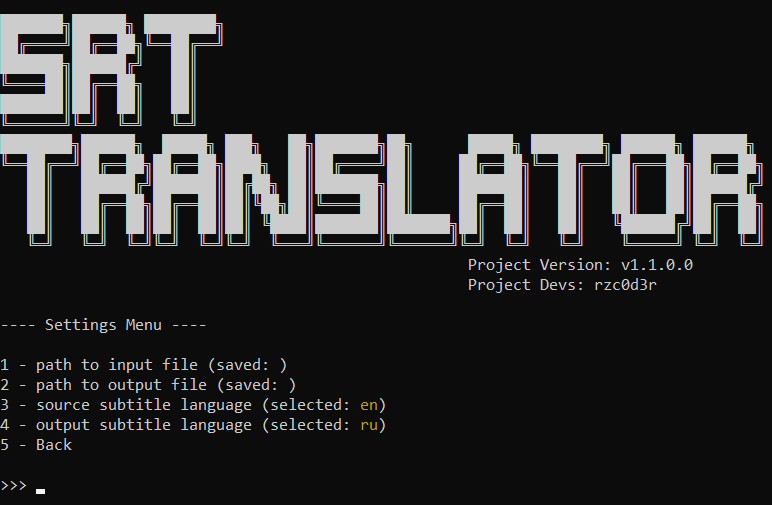 SRT
TRANSLATOR
Project Version: v1.1.0.0
Project Devs: rzc0d3r
---- Settings Menu ----
1 - path to input file (saved: )
2 - path to output file (saved: )
3 - source subtitle language (selected: en)
4 - output subtitle language (selected: ru)
5 - Back
>>>